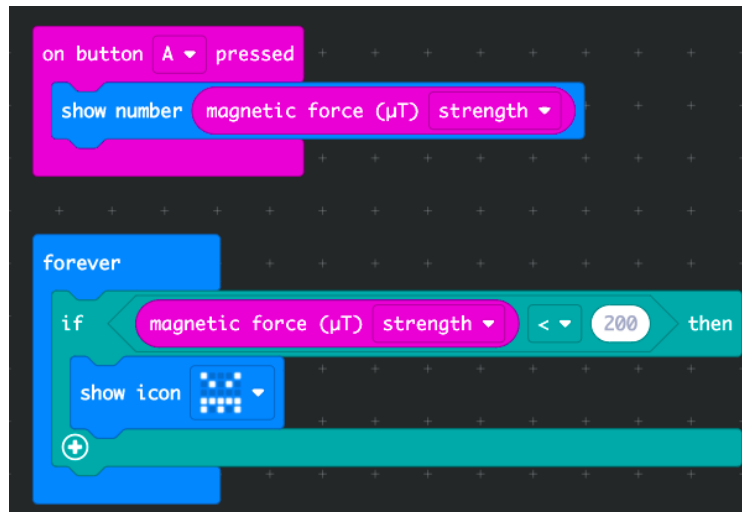 on button A pressed
show number magnetic force (µT) strength
forever
if magnetic force (µT) strength < 200 then
show icon